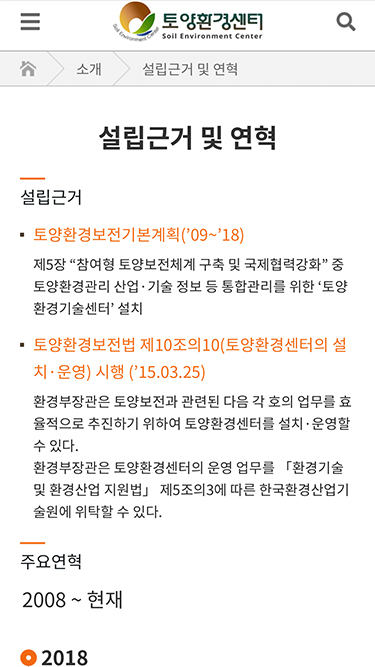 토양환경센터
Soil Environment Center
소개 설립근거 및 연혁
설립근거 및 연혁
설립근거
토양환경보전기본계획('09~'18)
제5장 “참여형 토양보전체계 구축 및 국제협력강화” 중
토양환경관리 산업·기술 정보 등 통합관리를 위한 ‘토양
환경기술센터’ 설치
토양환경보전법 제10조의10(토양환경센터의 설
치·운영) 시행 ('15.03.25)
환경부장관은 토양보전과 관련된 다음 각 호의 업무를 효
율적으로 추진하기 위하여 토양환경센터를 설치·운영할
수 있다.
환경부장관은 토양환경센터의 운영 업무를 「환경기술
및 환경산업 지원법」 제5조의3에 따른 한국환경산업기
술원에 위탁할 수 있다.
주요연혁
2008 ~ 현재
2018